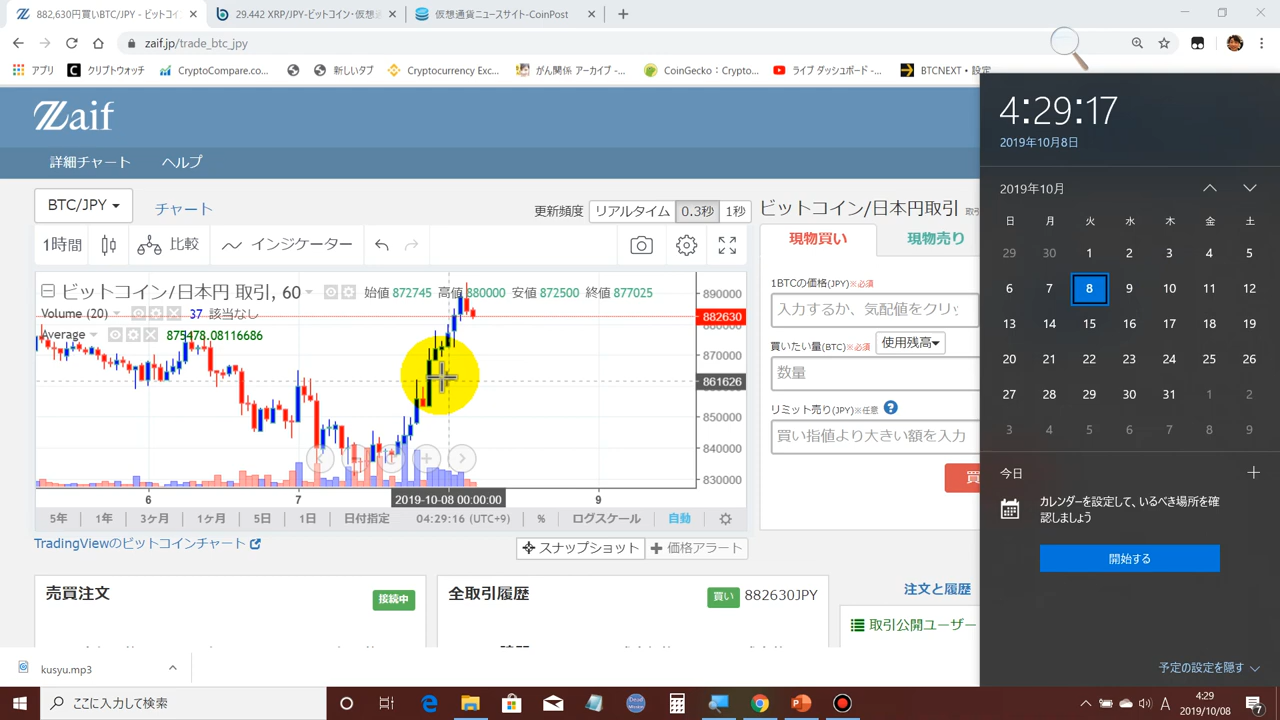 882,630円買いBTC/JPY - ビットコイ
29.442 XRP/JPY-ビットコイン・仮想通
仮想通貨ニュースサイト-CoinPost
zaif.jp/trade_btc_jpy
アプリ
クリプトウォッチ
CryptoCompare.co...
新しいタブ
Cryptocurrency Exc...
がん関係 アーカイブ -...
CoinGecko：Crypto...
ライブ ダッシュボード -...
BTCNEXT・設定
Zaif
詳細チャート ヘルプ
BTC/JPY チャート
更新頻度 リアルタイム 0.3秒 1秒
1時間 比較 インジケーター
ビットコイン/日本円 取引, 60
始値 872745 高値 880000 安値 872500 終値 877025
Volume (20) 37 該当なし
Average 875478.08116686
890000
882630
880000
870000
861626
850000
840000
830000
6 7 2019-10-08 00:00:00 9
5年 1年 3ヶ月 1ヶ月 5日 日 日付指定 04:29:16 (UTC+9) % ログスケール 自動
TradingViewのビットコインチャート
スナップショット 価格アラート
売買注文 接続中
全取引履歴 買い 882630JPY
ビットコイン/日本円取引
現物買い 現物売り
1BTCの価格(JPY)※必須
入力するか、気配値をクリッ
買いたい量(BTC)※必須 使用残高
数量
リミット売り(JPY)※任意
買い指値より大きい額を入力
買
注文と履歴
取引公開ユーザー
4:29:17
2019年10月8日
2019年10月
日 月 火 水 木 金 土
29 30 1 2 3 4 5
6 7 8 9 10 11 12
13 14 15 16 17 18 19
20 21 22 23 24 25 26
27 28 29 30 31 1 2
3 4 5 6 7 8 9
今日
カレンダーを設定して、いるべき場所を確
認しましょう
開始する
予定の設定を隠す
kusyu.mp3
ここに入力して検索
A
4:29
2019/10/08
7